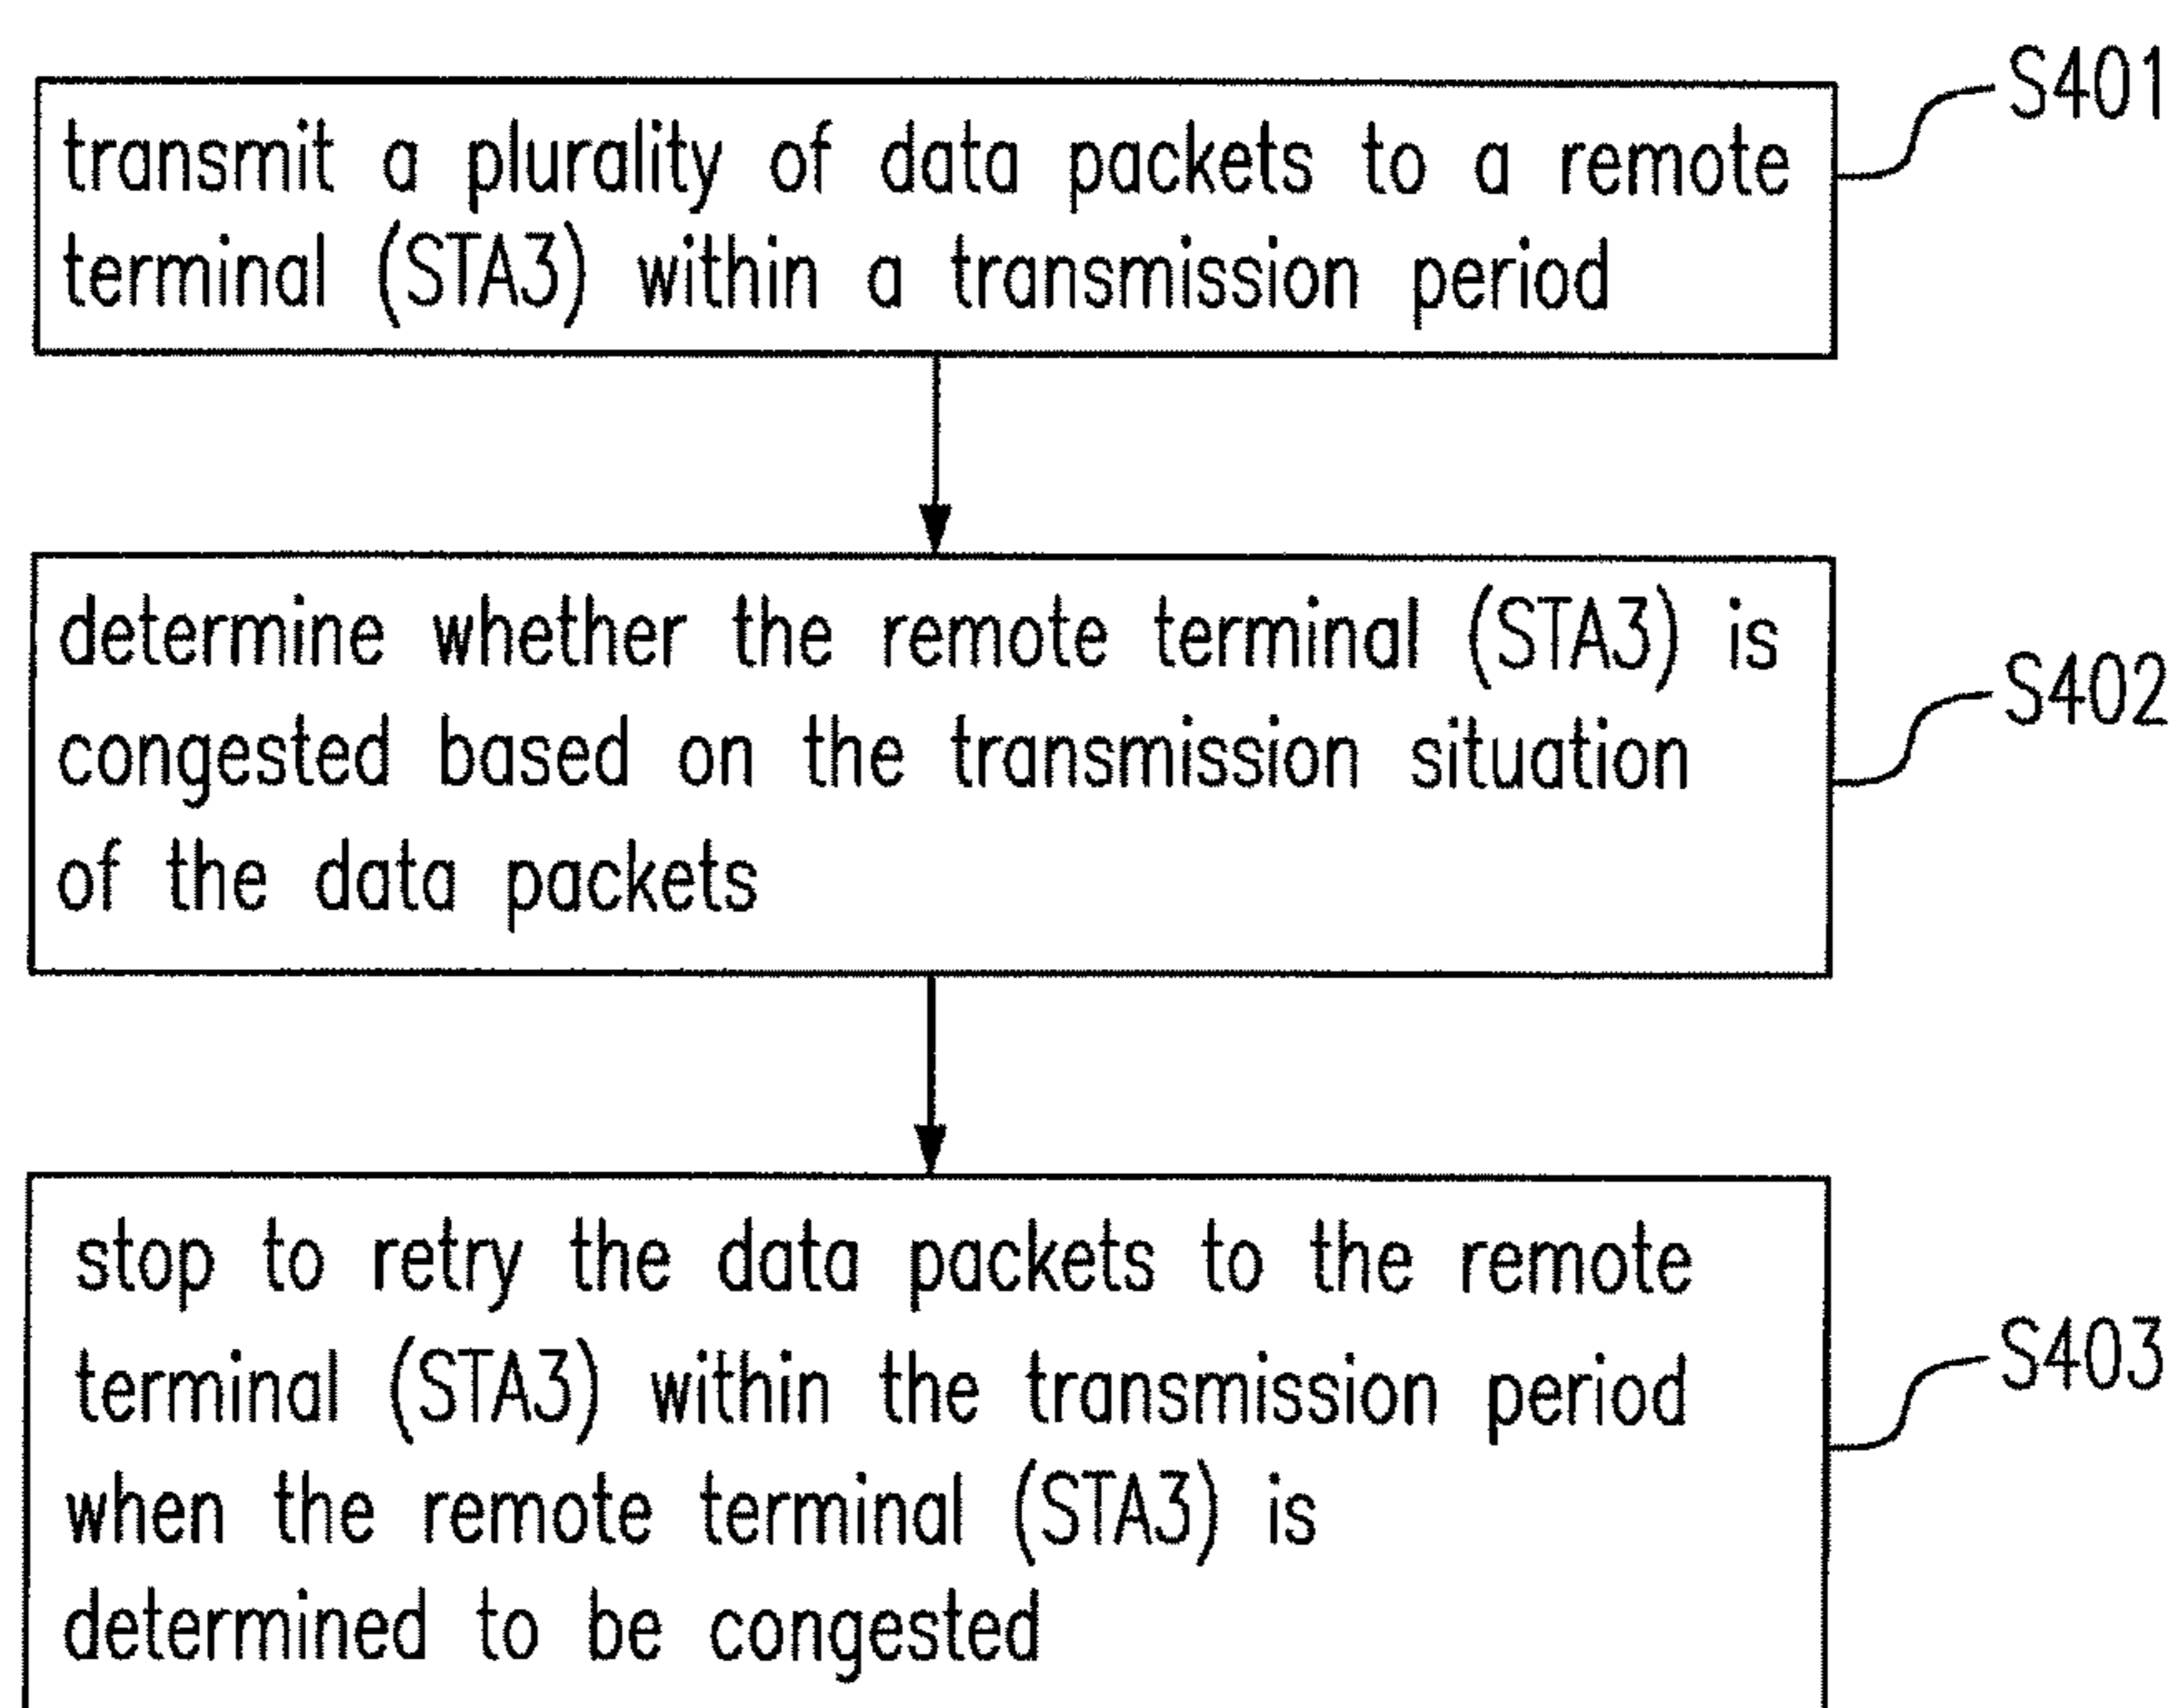 S401
transmit a plurality of data packets to a remote
terminal (STA3) within a transmission period
determine whether the remote terminal (STA3) is
congested based on the transmission situation
of the data packets
S402
stop to retry the data packets to the remote
terminal (STA3) within the transmission period
when the remote terminal (STA3) is
determined to be congested
S403